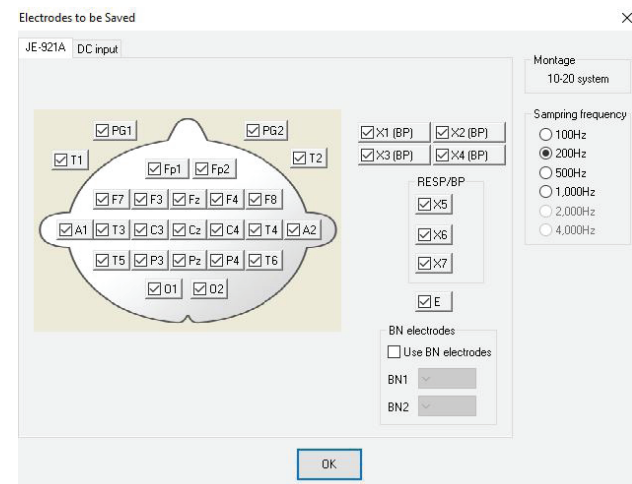 Electrodes to be Saved
JE-921A DC input
Montage
10-20 system
Sampring frequency
100Hz
200Hz
500Hz
1,000Hz
2,000Hz
4,000Hz
PG1 PG2
T1 T2
Fp1 Fp2
F7 F3 Fz F4 F8
A1 T3 C3 Cz C4 T4 A2
T5 P3 Pz P4 T6
O1 O2
X1 (BP) X2 (BP)
X3 (BP) X4 (BP)
RESP/BP
X5
X6
X7
E
BN electrodes
Use BN electrodes
BN1
BN2
OK